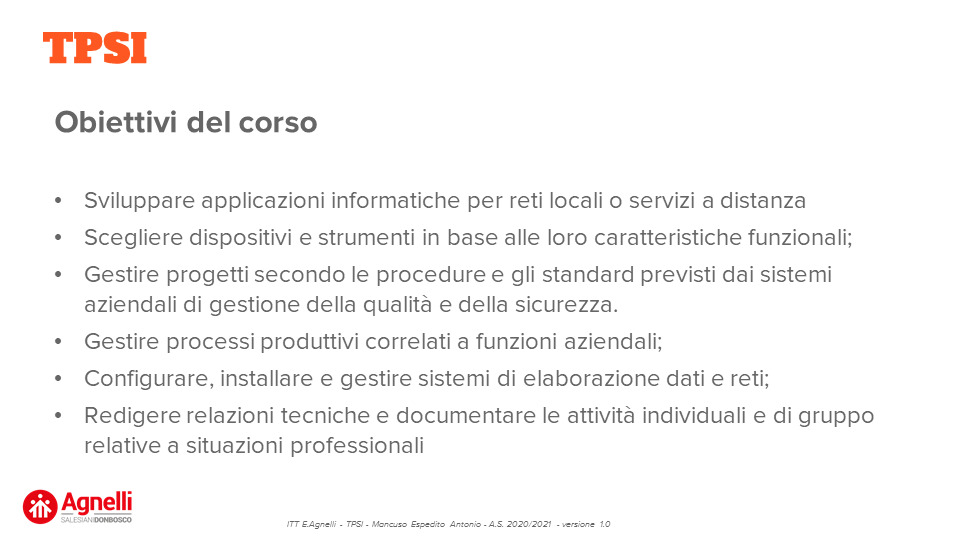 TPSI
Obiettivi del corso
• Sviluppare applicazioni informatiche per reti locali o servizi a distanza
• Scegliere dispositivi e strumenti in base alle loro caratteristiche funzionali;
• Gestire progetti secondo le procedure e gli standard previsti dai sistemi
aziendali di gestione della qualità e della sicurezza.
• Gestire processi produttivi correlati a funzioni aziendali;
• Configurare, installare e gestire sistemi di elaborazione dati e reti;
• Redigere relazioni tecniche e documentare le attività individuali e di gruppo
relative a situazioni professionali
Agnelli
SALESIANI DONBOSCO
ITT E.Agnelli - TPSI - Mancuso Espedito Antonio - A.S. 2020/2021 - versione 1.0